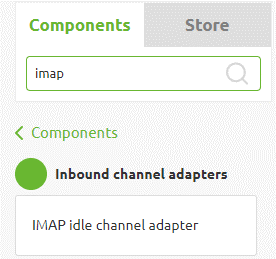 Components Store
imap
Components
Inbound channel adapters
IMAP idle channel adapter